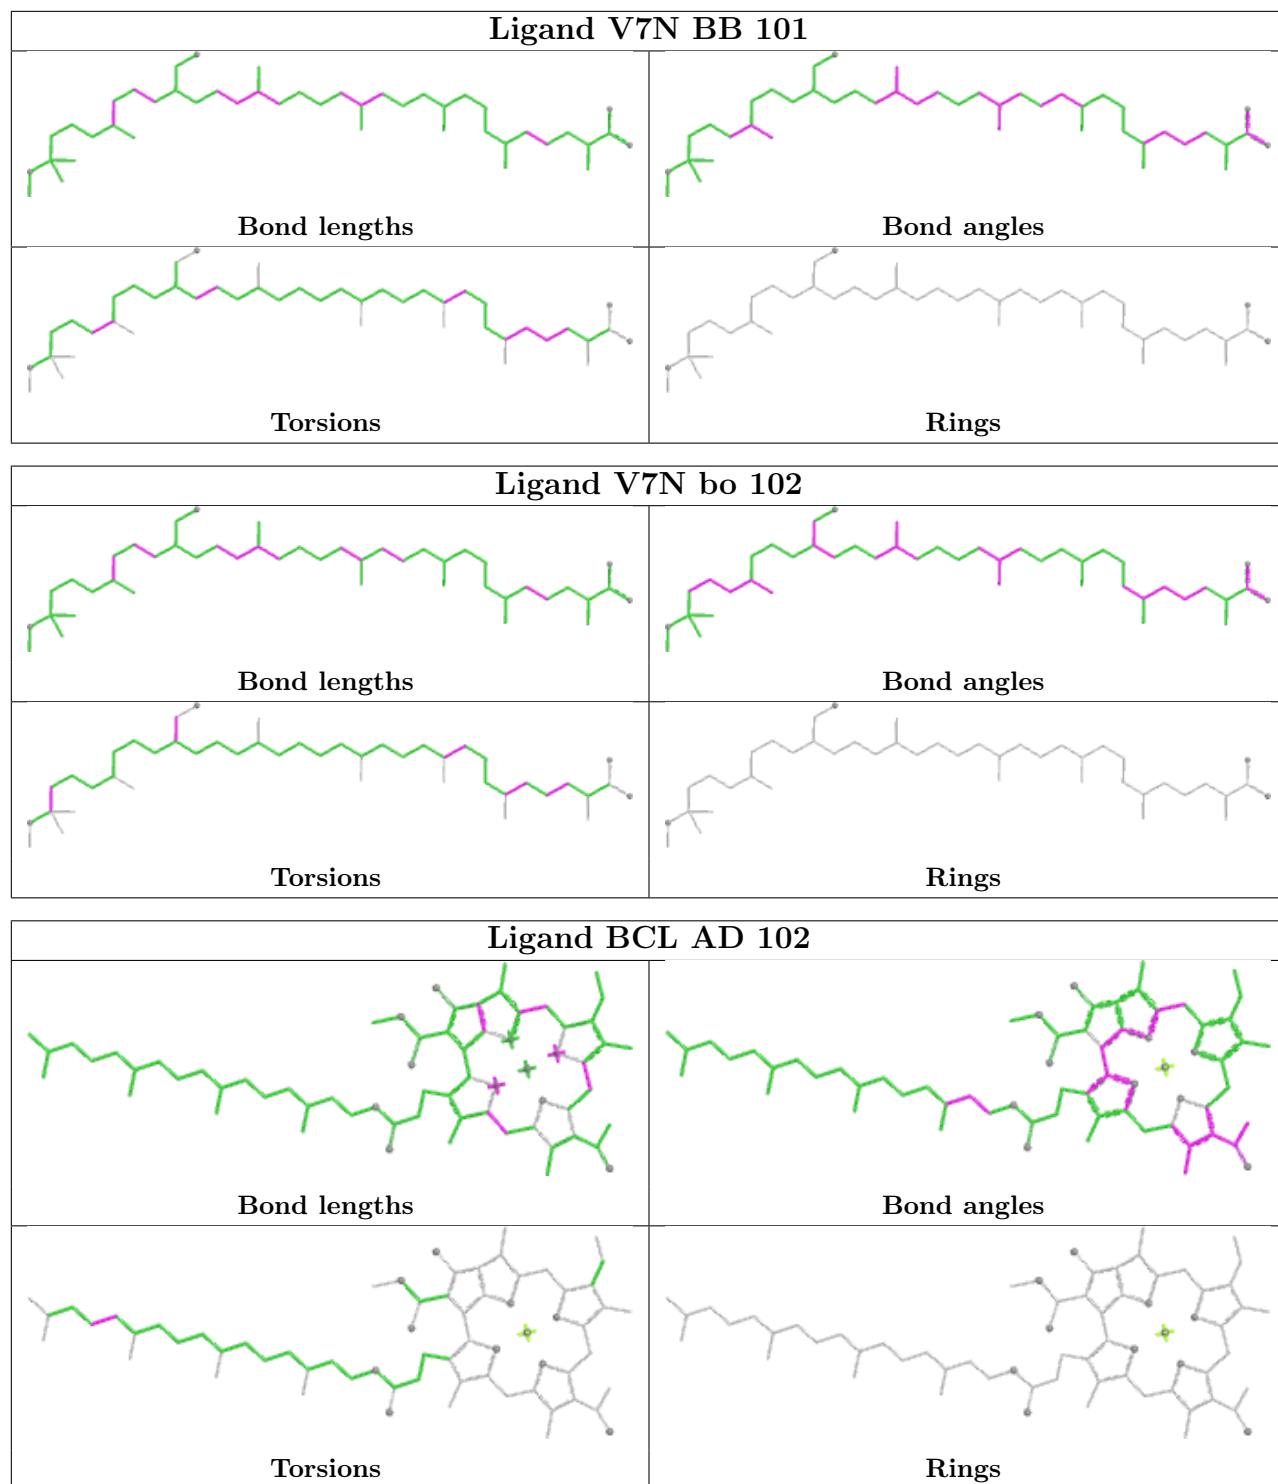 Ligand V7N BB 101
Bond lengths
Bond angles
Torsions
Rings
Ligand V7N bo 102
Bond lengths
Bond angles
Torsions
Rings
Ligand BCL AD 102
Bond lengths
Bond angles
Torsions
Rings